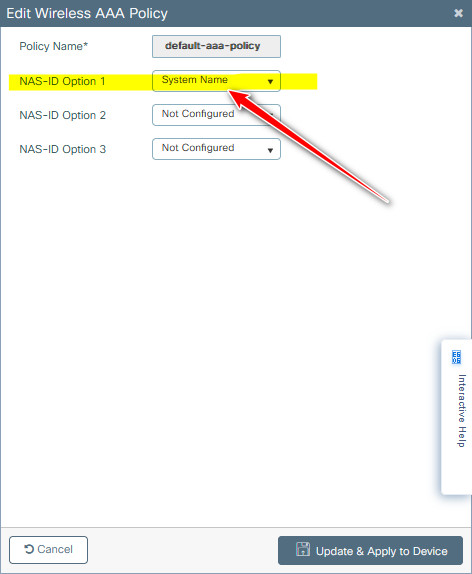 Edit Wireless AAA Policy
Policy Name* default-aaa-policy
NAS-ID Option 1 System Name
NAS-ID Option 2 Not Configured
NAS-ID Option 3 Not Configured
Interactive Help
Cancel Update & Apply to Device